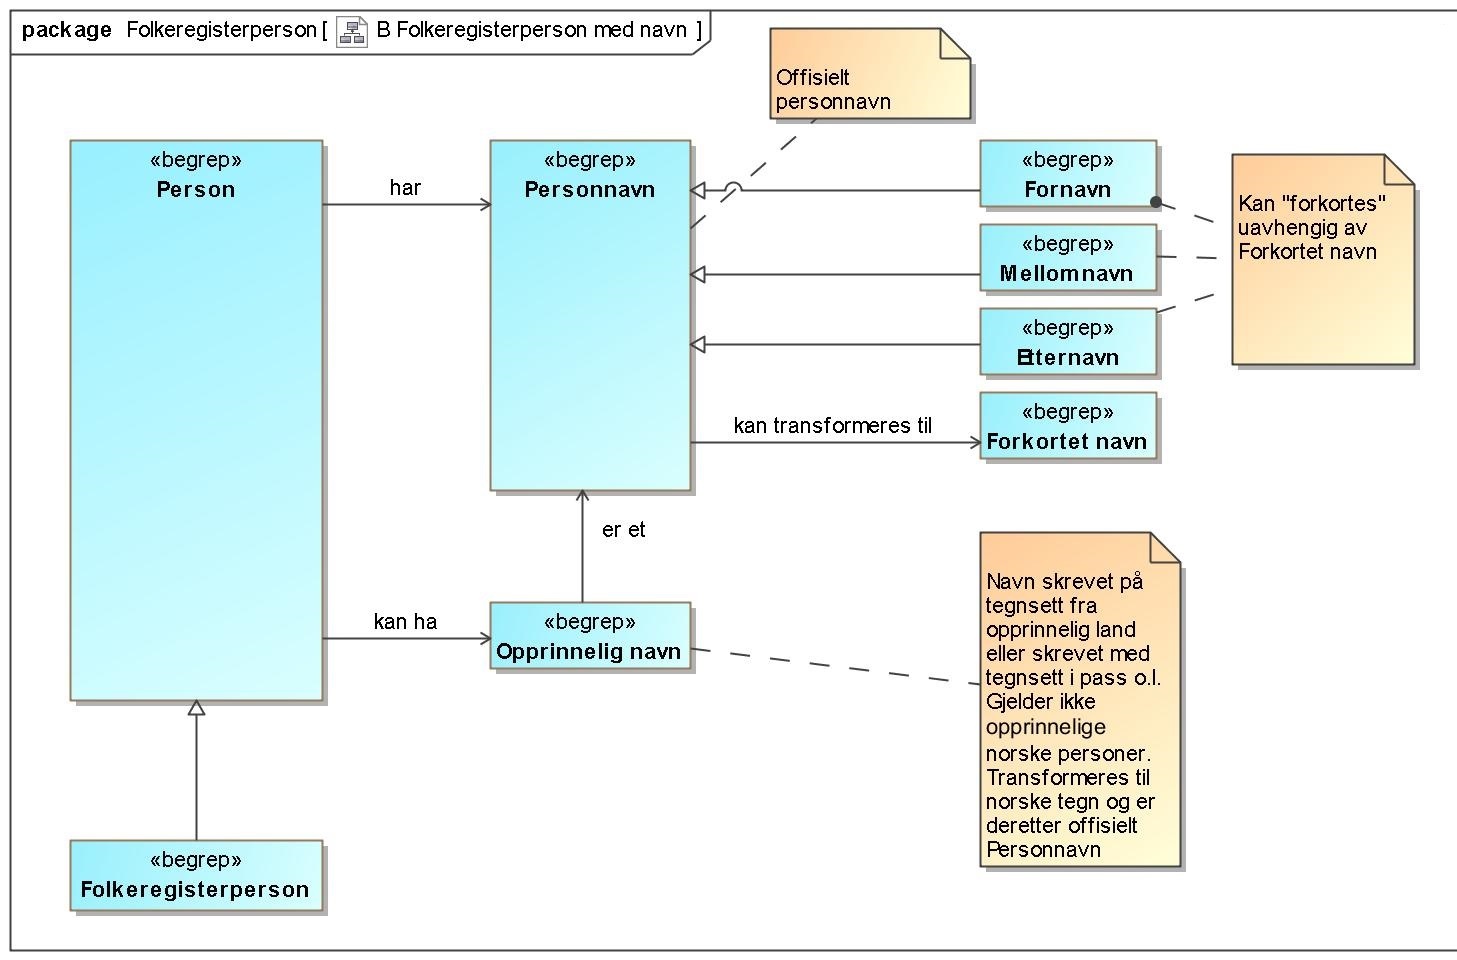 package Folkeregisterperson [ B Folkeregisterperson med navn ]
Offisielt
personnavn
«begrep»
Person
har
«begrep»
Personnavn
«begrep»
Fornavn
Kan "forkortes"
uavhengig av
Forkortet navn
«begrep»
Mellomnavn
«begrep»
Etternavn
kan transformeres til
«begrep»
Forkortet navn
er et
kan ha
«begrep»
Opprinnelig navn
Navn skrevet på
tegnsett fra
opprinnelig land
eller skrevet med
tegnsett i pass o.l.
Gjelder ikke
opprinnelige
norske personer.
Transformeres til
norske tegn og er
deretter offisielt
Personnavn
«begrep»
Folkeregisterperson